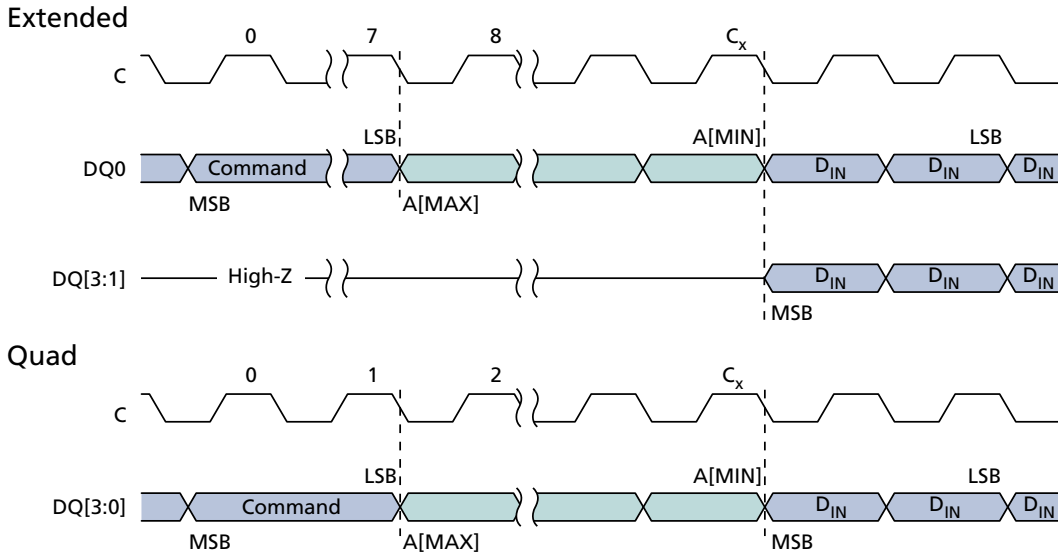 Extended
0 7 8 Cx
C
LSB A[MIN] LSB
DQ0 Command DIN DIN DIN
MSB A[MAX]
DQ[3:1] High-Z DIN DIN DIN
MSB
Quad
0 1 2 Cx
C
LSB A[MIN] LSB
DQ[3:0] Command DIN DIN DIN
MSB A[MAX] MSB